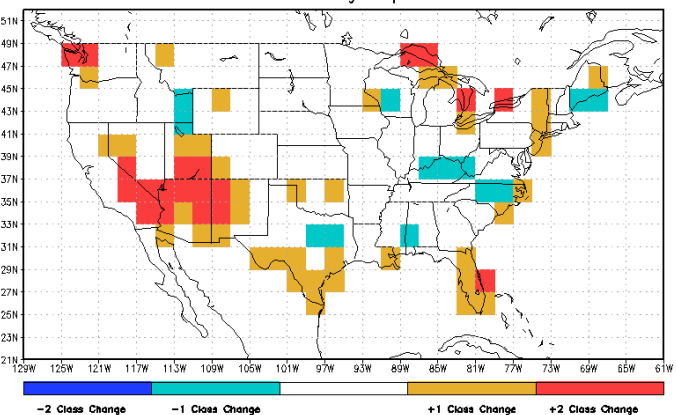 51N
49N
47N
45N
43N
41N
39N
37N
35N
33N
31N
29N
27N
25N
23N
21N
129W 125W 121W 117W 113W 109W 105W 101W 97W 93W 89W 85W 81W 77W 73W 69W 65W 61W
-2 Class Change -1 Class Change +1 Class Change +2 Class Change